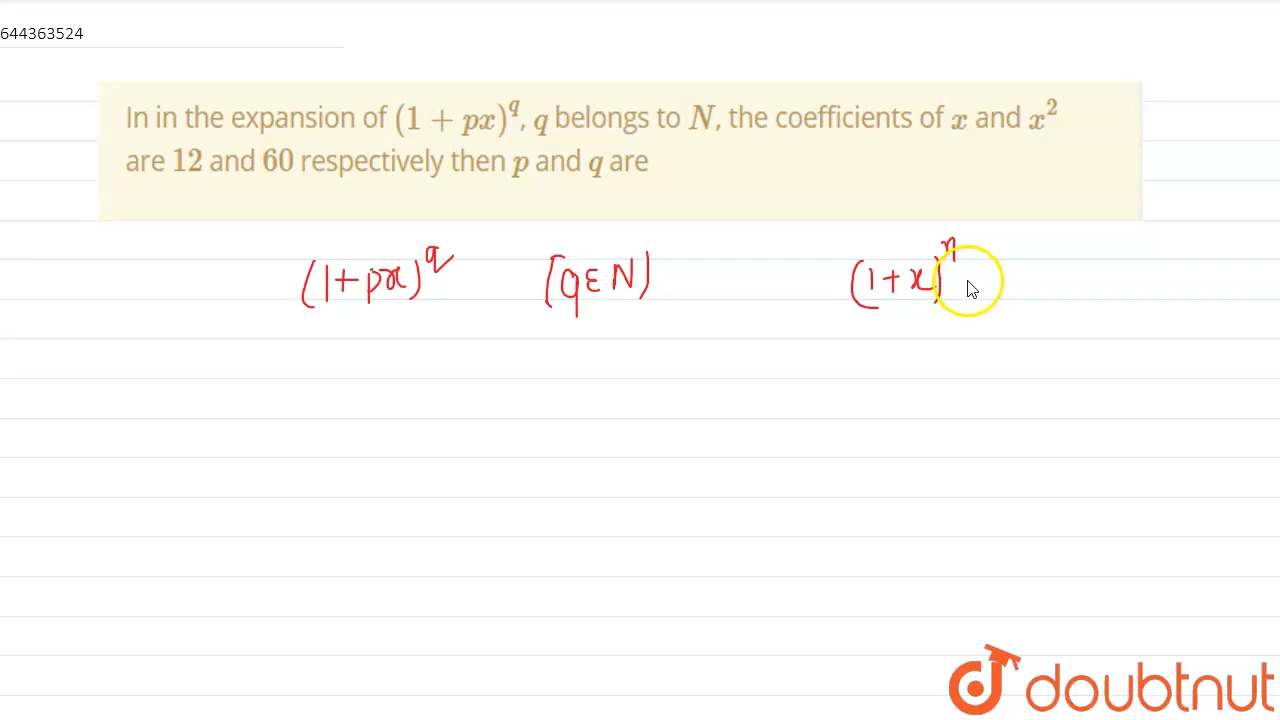 644363524
In in the expansion of (1 + px)^q, q belongs to N, the coefficients of x and x^2
are 12 and 60 respectively then p and q are
(1+px)^q [q∈N) (1+x)^n
doubtnut